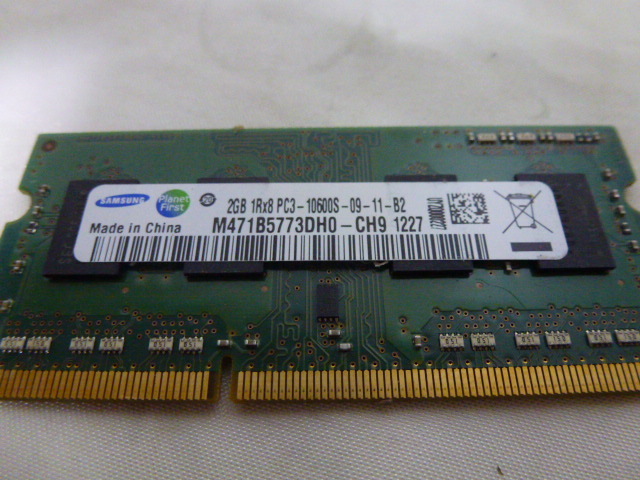 SAMSUNG
Planet First
2GB 1Rx8 PC3-10600S-09-11-B2
Made in China
M471B5773DH0-CH9 1227